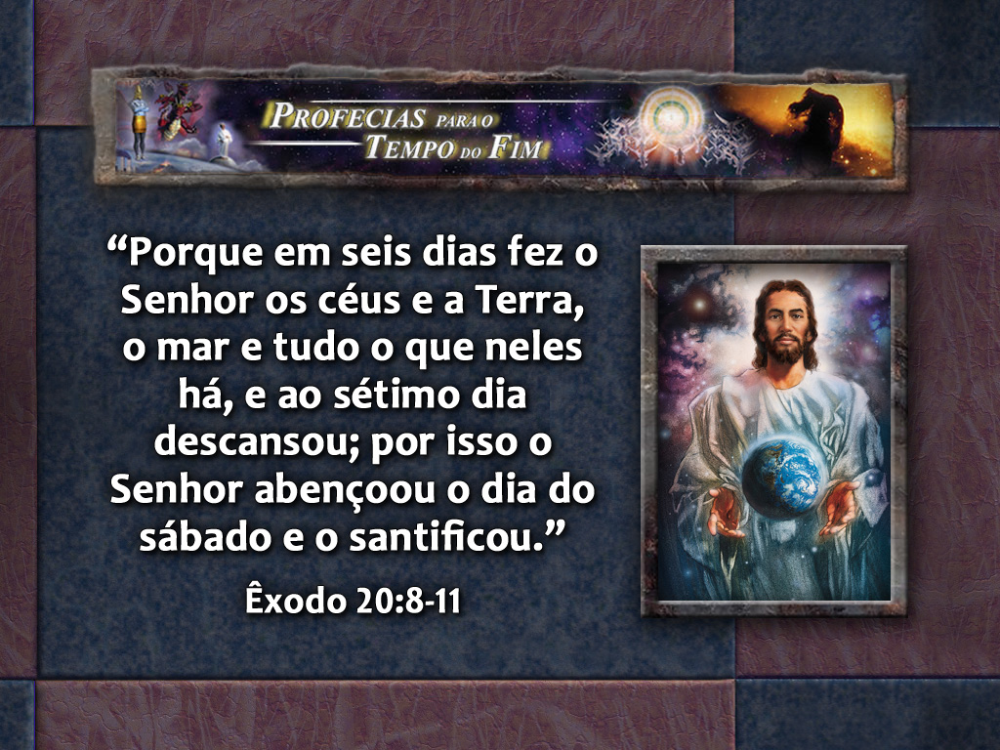 PROFECIAS PARA O
TEMPO DO FIM
“Porque em seis dias fez o
Senhor os céus e a Terra,
o mar e tudo o que neles
há, e ao sétimo dia
descansou; por isso o
Senhor abençoou o dia do
sábado e o santificou.”
Êxodo 20:8-11